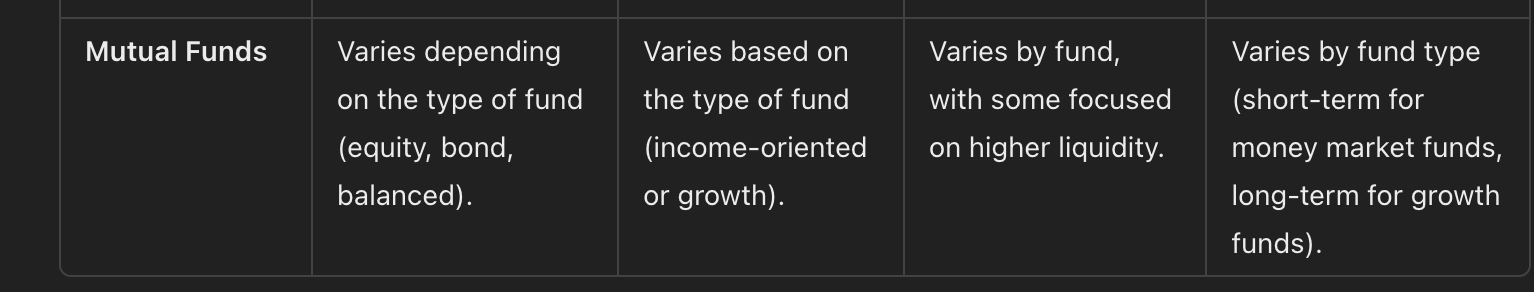 Mutual Funds
Varies depending
on the type of fund
(equity, bond,
balanced).
Varies based on
the type of fund
(income-oriented
or growth).
Varies by fund,
with some focused
on higher liquidity.
Varies by fund type
(short-term for
money market funds,
long-term for growth
funds).